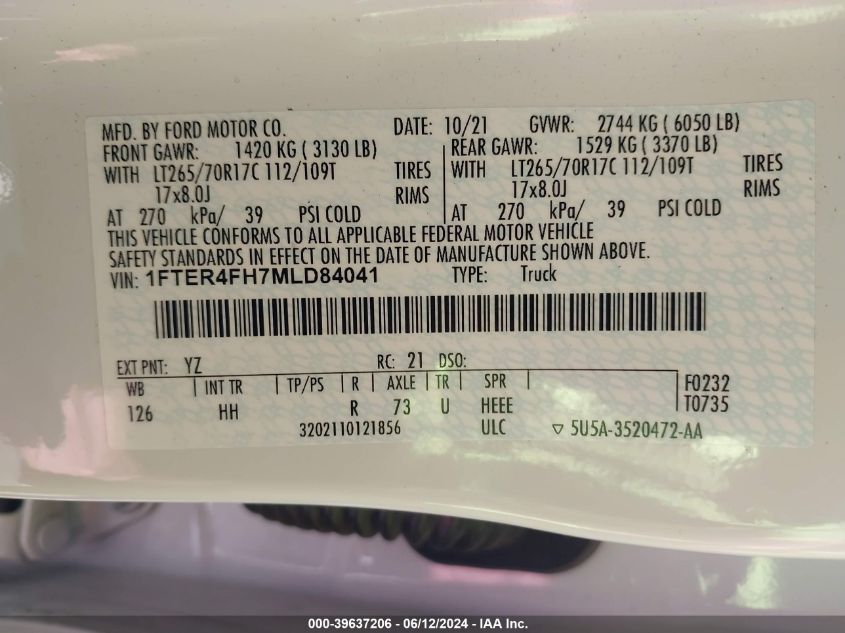 MFD. BY FORD MOTOR CO. DATE: 10/21 GVWR: 2744 KG ( 6050 LB)
FRONT GAWR: 1420 KG ( 3130 LB) REAR GAWR: 1529 KG ( 3370 LB)
WITH LT265/70R17C 112/109T TIRES WITH LT265/70R17C 112/109T TIRES
17x8.0J RIMS 17x8.0J RIMS
AT 270 kPa/ 39 PSI COLD AT 270 kPa/ 39 PSI COLD
THIS VEHICLE CONFORMS TO ALL APPLICABLE FEDERAL MOTOR VEHICLE
SAFETY STANDARDS IN EFFECT ON THE DATE OF MANUFACTURE SHOWN ABOVE.
VIN: 1FTER4FH7MLD84041 TYPE: Truck
EXT PNT: YZ RC: 21 DSO:
WB INT TR TP/PS R AXLE TR SPR F0232
126 HH R 73 U HEEE T0735
3202110121856 ULC ▽ 5U5A-3520472-AA
000-39637206 - 06/12/2024 - IAA Inc.